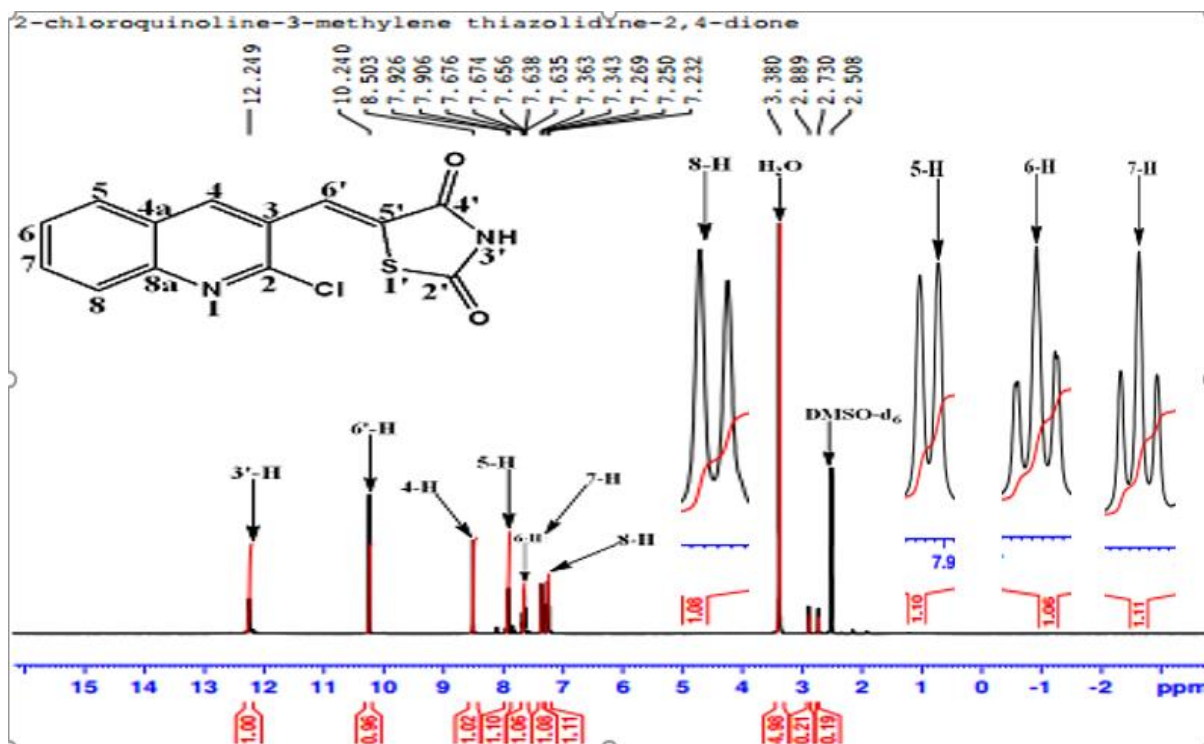 2-chloroquinoline-3-methylene thiazolidine-2,4-dione
12.249
10.240
8.503
7.926
7.906
7.676
7.674
7.656
7.638
7.635
7.363
7.343
7.269
7.250
7.232
3.380
2.889
2.730
2.508
8-H
H₂O
5-H
6-H
7-H
O
6'
5
4
4a
3
5'
4'
6
NH
3'
7
8a
2
S
1'
2'
8
N
1
Cl
O
DMSO-d6
6'-H
3'-H
5-H
4-H
7-H
6-H
8-H
7.9
1.08
1.10
1.06
1.11
15 14 13 12 11 10 9 8 7 6 5 4 3 2 1 0 -1 -2 ppm
1.00
0.96
1.02
1.10
1.06
1.08
1.11
4.98
0.21
0.19